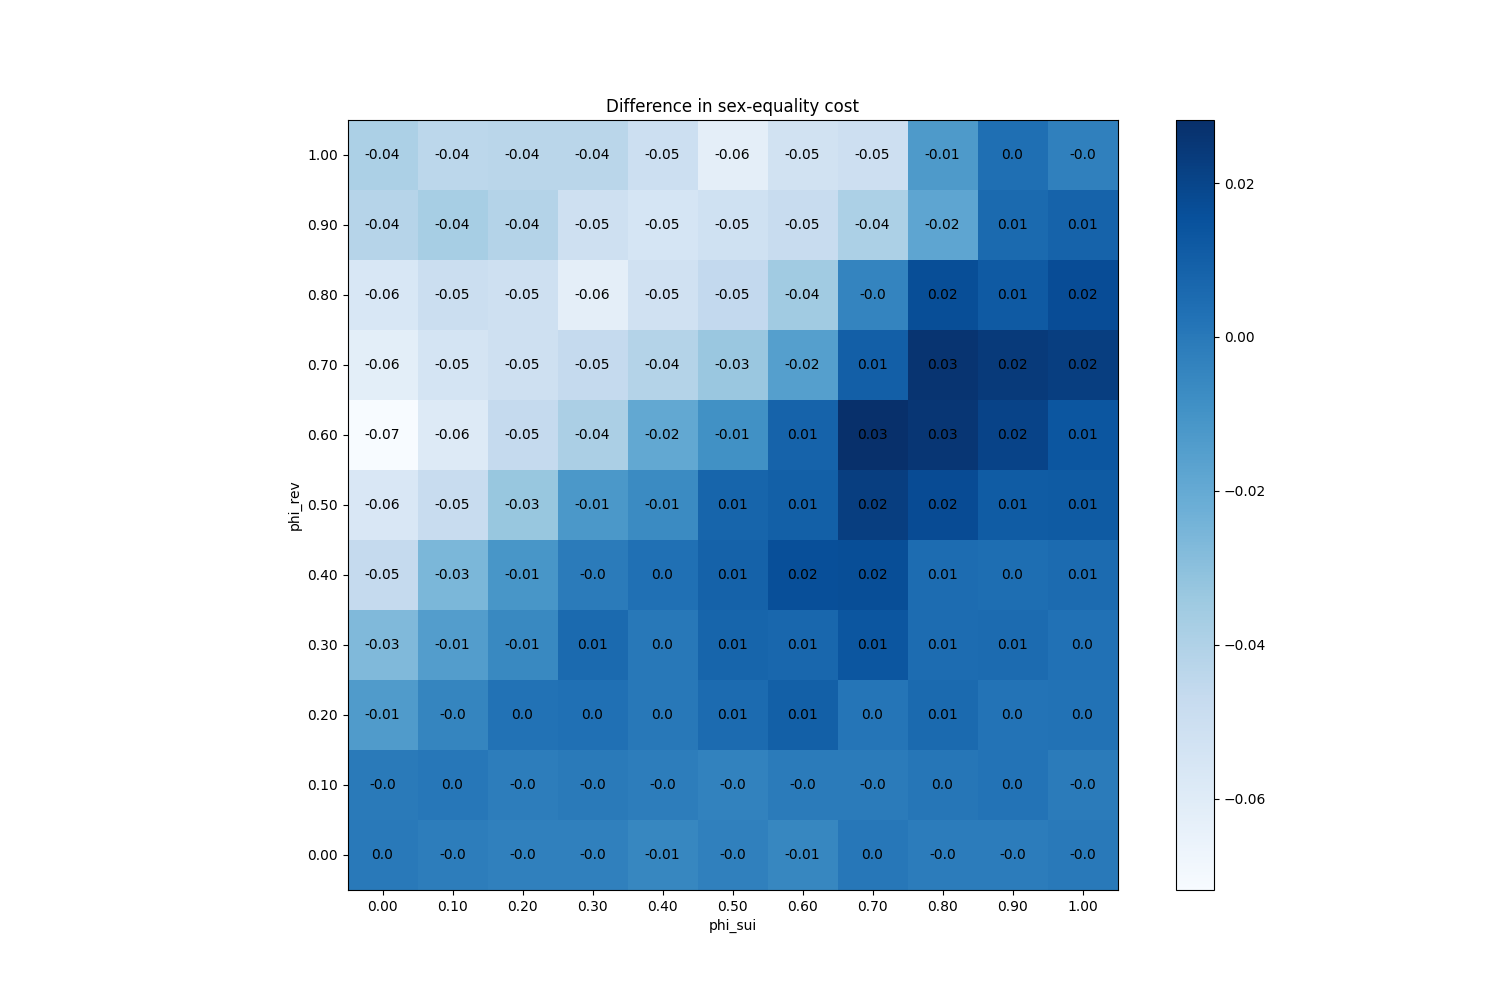 Difference in sex-equality cost
1.00 -0.04 -0.04 -0.04 -0.04 -0.05 -0.06 -0.05 -0.05 -0.01 0.0 -0.0
0.90 -0.04 -0.04 -0.04 -0.05 -0.05 -0.05 -0.05 -0.04 -0.02 0.01 0.01
0.80 -0.06 -0.05 -0.05 -0.06 -0.05 -0.05 -0.04 -0.0 0.02 0.01 0.02
0.70 -0.06 -0.05 -0.05 -0.05 -0.04 -0.03 -0.02 0.01 0.03 0.02 0.02
0.60 -0.07 -0.06 -0.05 -0.04 -0.02 -0.01 0.01 0.03 0.03 0.02 0.01
0.50 -0.06 -0.05 -0.03 -0.01 -0.01 0.01 0.01 0.02 0.02 0.01 0.01
0.40 -0.05 -0.03 -0.01 -0.0 0.0 0.01 0.02 0.02 0.01 0.0 0.01
0.30 -0.03 -0.01 -0.01 0.01 0.0 0.01 0.01 0.01 0.01 0.01 0.0
0.20 -0.01 -0.0 0.0 0.0 0.0 0.01 0.01 0.0 0.01 0.0 0.0
0.10 -0.0 0.0 -0.0 -0.0 -0.0 -0.0 -0.0 -0.0 0.0 0.0 -0.0
0.00 0.0 -0.0 -0.0 -0.0 -0.01 -0.0 -0.01 0.0 -0.0 -0.0 -0.0
0.00 0.10 0.20 0.30 0.40 0.50 0.60 0.70 0.80 0.90 1.00
phi_sui
phi_rev
0.02
0.00
−0.02
−0.04
−0.06